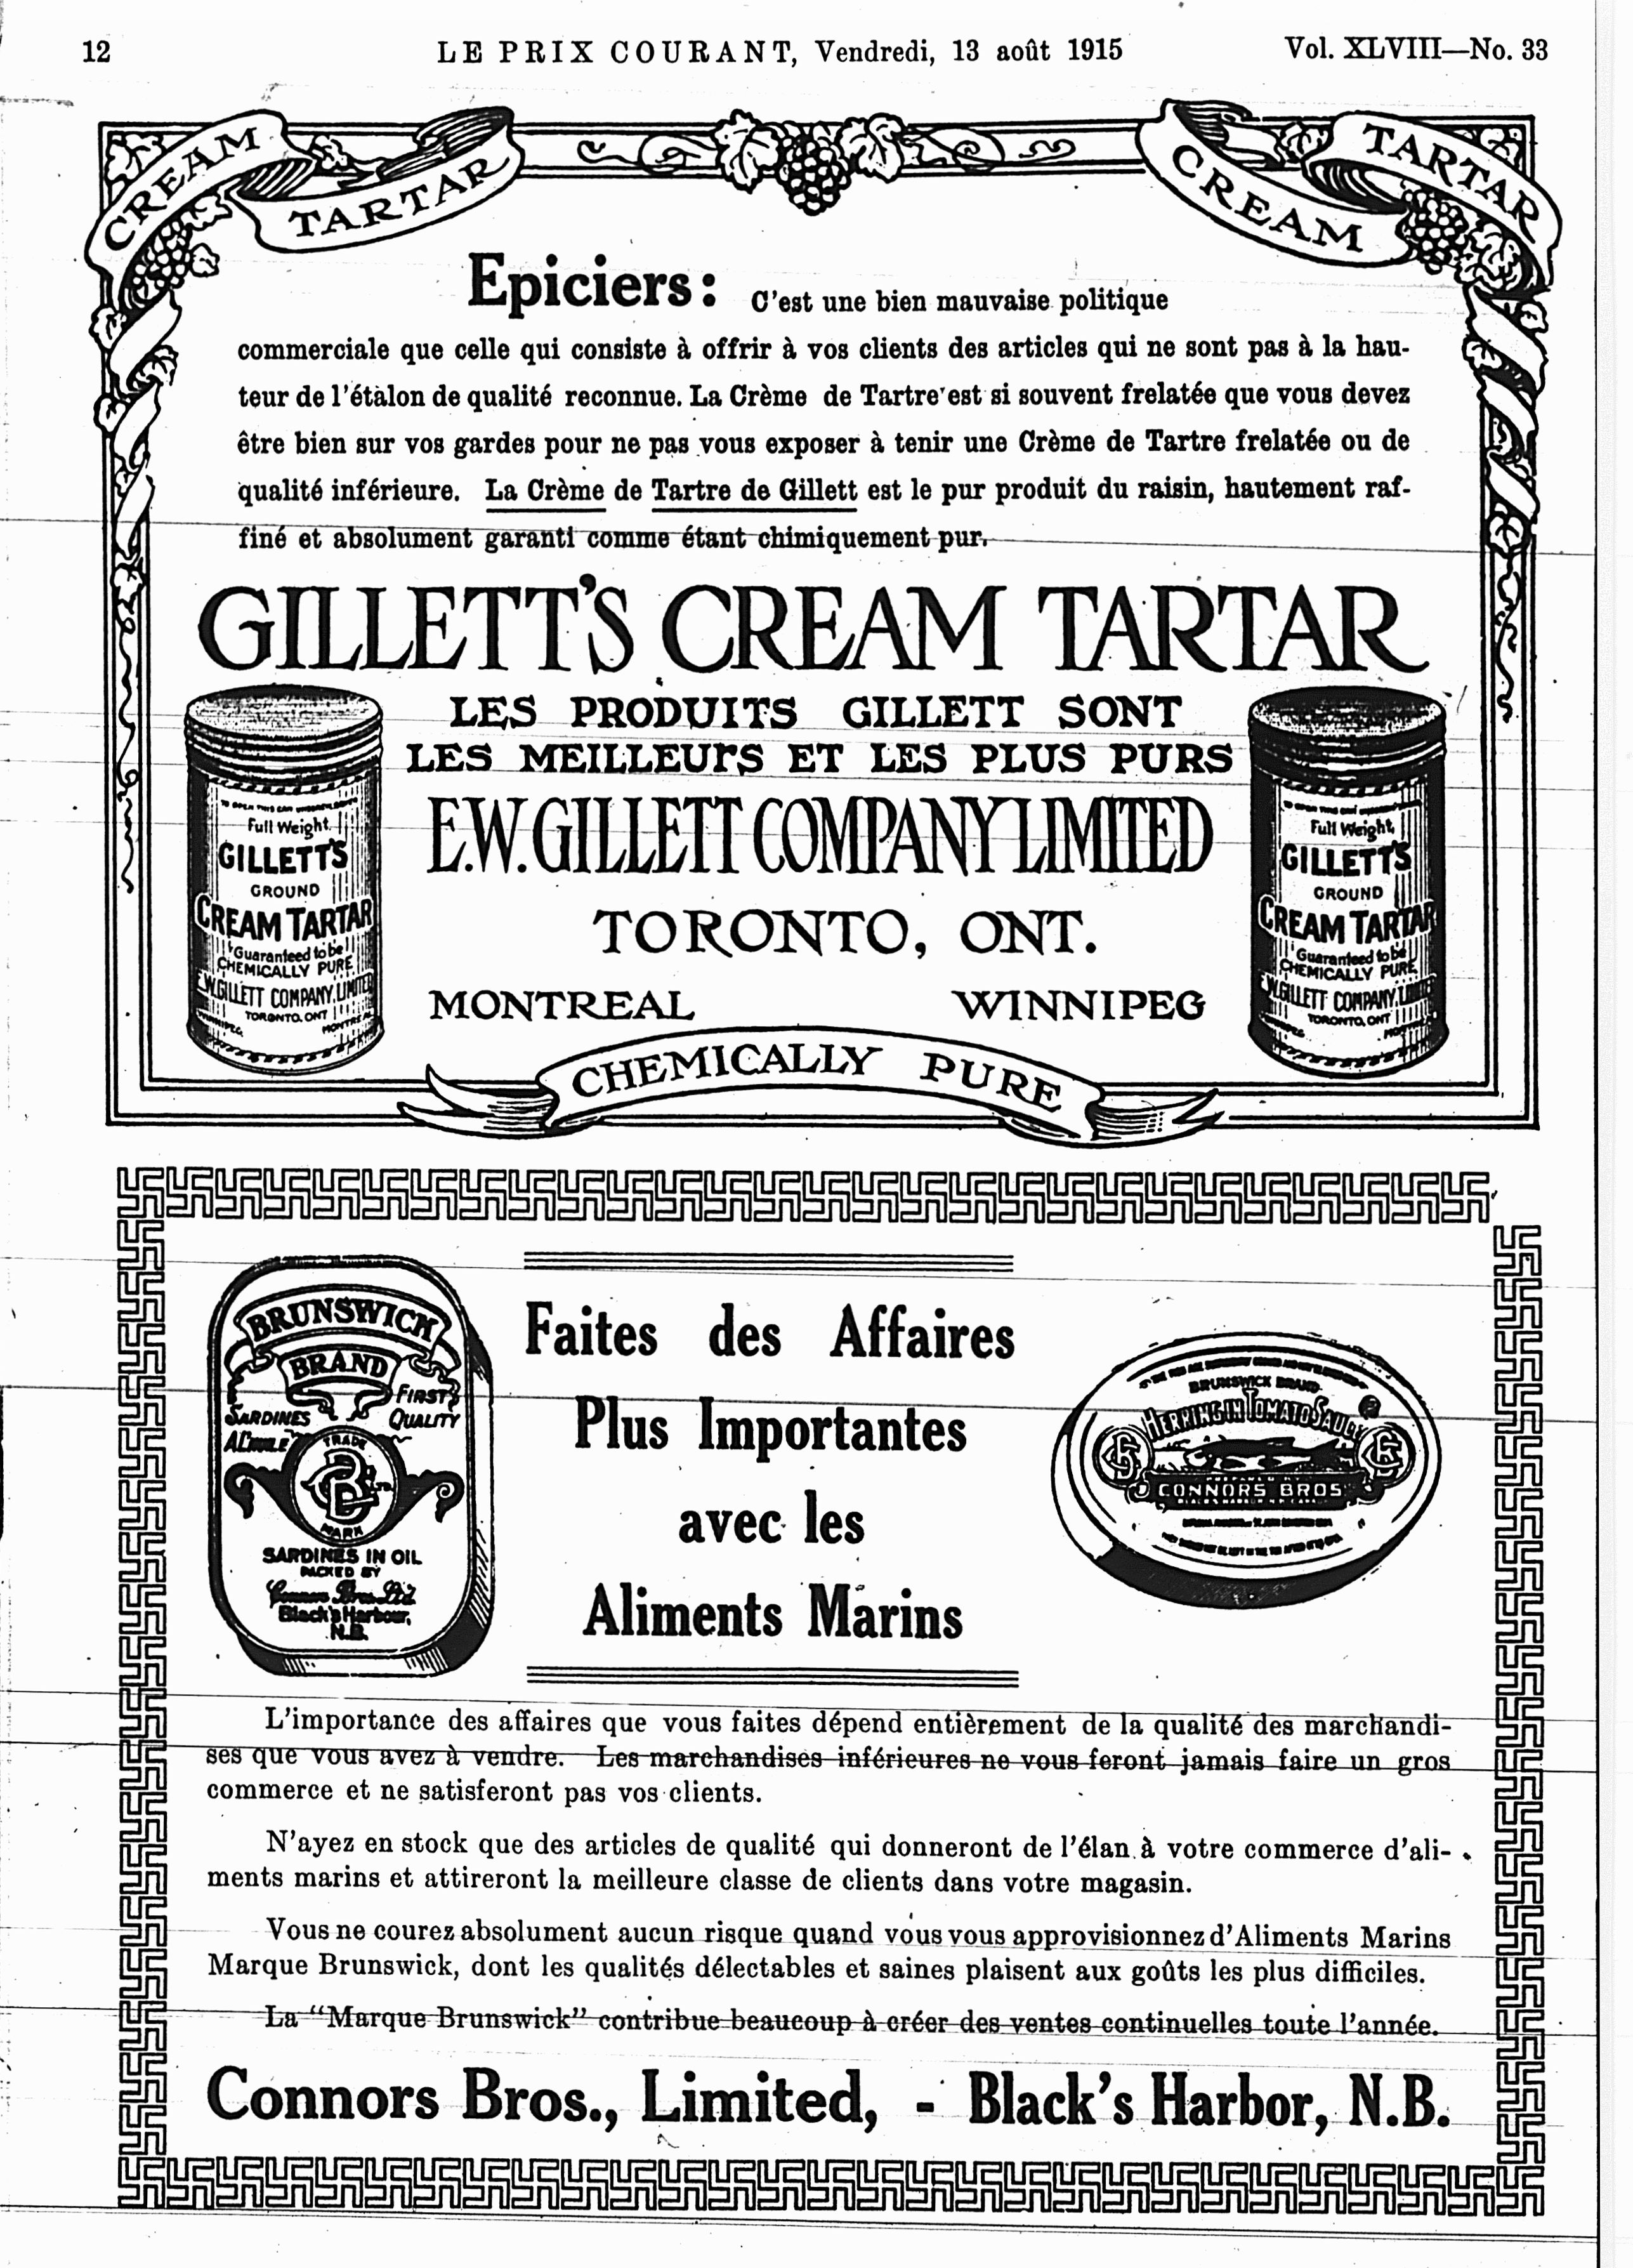 12
LE PRIX COURANT, Vendredi, 13 août 1915
Vol. XLVIII—No. 33
CREAM TARTAR
CREAM TARTAR
Epiciers: C'est une bien mauvaise politique
commerciale que celle qui consiste à offrir à vos clients des articles qui ne sont pas à la hau-
teur de l'étalon de qualité reconnue. La Crème de Tartre est si souvent frelatée que vous devez
être bien sur vos gardes pour ne pas vous exposer à tenir une Crème de Tartre frelatée ou de
qualité inférieure. La Crème de Tartre de Gillett est le pur produit du raisin, hautement raf-
finé et absolument garanti comme étant chimiquement pur.
GILLETT'S CREAM TARTAR
LES PRODUITS GILLETT SONT
LES MEILLEUrS ET LES PLUS PURS
E.W. GILLETT COMPANY LIMITED
TORONTO, ONT.
MONTREAL WINNIPEG
CHEMICALLY PURE
Full Weight
GILLETT'S
GROUND
CREAM TARTAR
Guaranteed to be
CHEMICALLY PURE
E.W. GILLETT COMPANY LIMITED
TORONTO, ONT
WINNIPEG MONTREAL
Full Weight
GILLETT'S
GROUND
CREAM TARTAR
Guaranteed to be
CHEMICALLY PURE
E.W. GILLETT COMPANY LIMITED
TORONTO, ONT
BRUNSWICK
BRAND
SARDINES
A L'HUILE
FIRST
QUALITY
TRADE
MARK
SARDINES IN OIL
PACKED BY
Connors Bros. Ltd
Black's Harbour,
N.B.
Faites des Affaires
Plus Importantes
avec les
Aliments Marins
BRUNSWICK BRAND
HERRING IN TOMATO SAUCE
CONNORS BROS
L'importance des affaires que vous faites dépend entièrement de la qualité des marchandi-
ses que vous avez à vendre. Les marchandises inférieures ne vous feront jamais faire un gros
commerce et ne satisferont pas vos clients.
N'ayez en stock que des articles de qualité qui donneront de l'élan à votre commerce d'ali-
ments marins et attireront la meilleure classe de clients dans votre magasin.
Vous ne courez absolument aucun risque quand vous vous approvisionnez d'Aliments Marins
Marque Brunswick, dont les qualités délectables et saines plaisent aux goûts les plus difficiles.
La "Marque Brunswick" contribue beaucoup à créer des ventes continuelles toute l'année.
Connors Bros., Limited, - Black's Harbor, N.B.